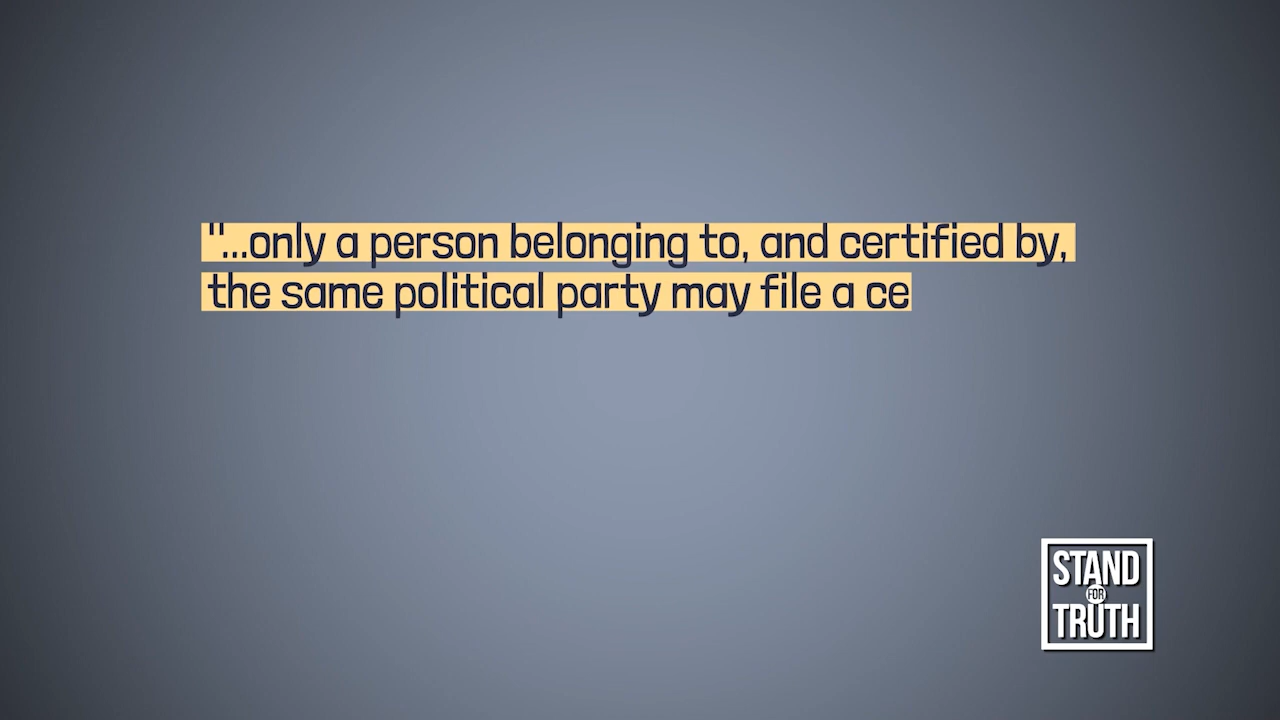 "...only a person belonging to, and certified by,
the same political party may file a ce
STAND
FOR
TRUTH